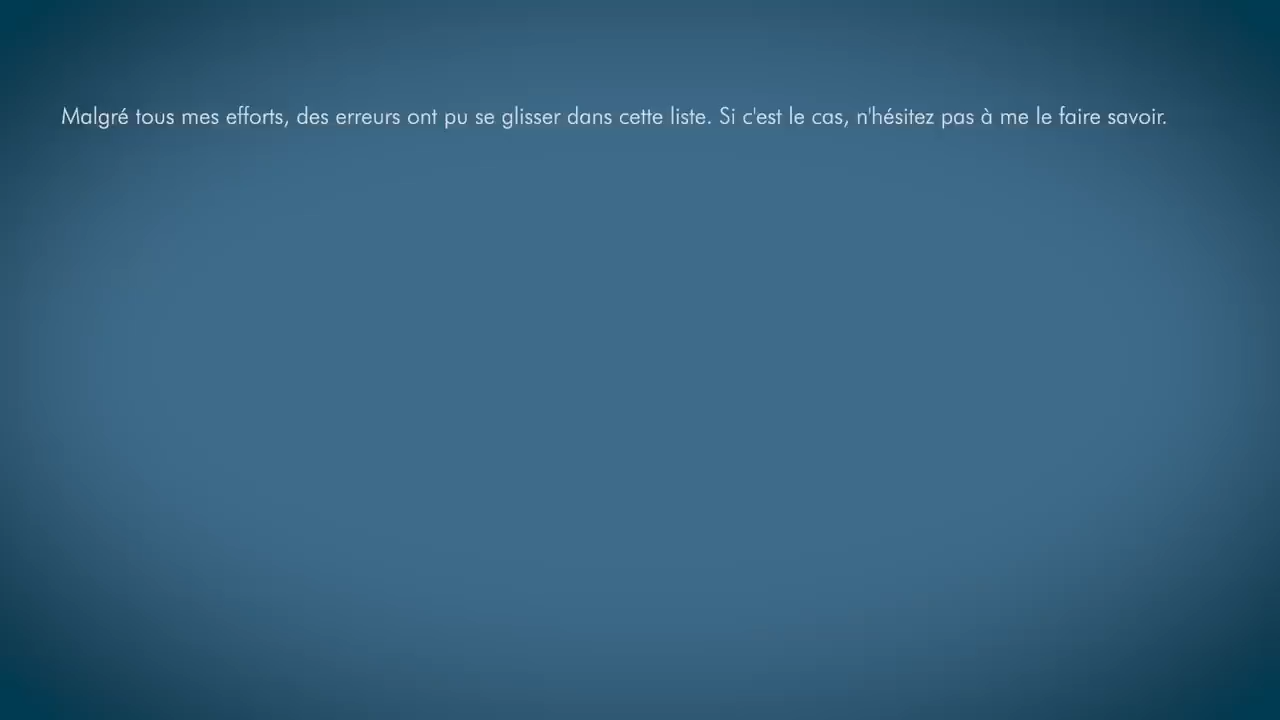 Malgré tous mes efforts, des erreurs ont pu se glisser dans cette liste. Si c'est le cas, n'hésitez pas à me le faire savoir.